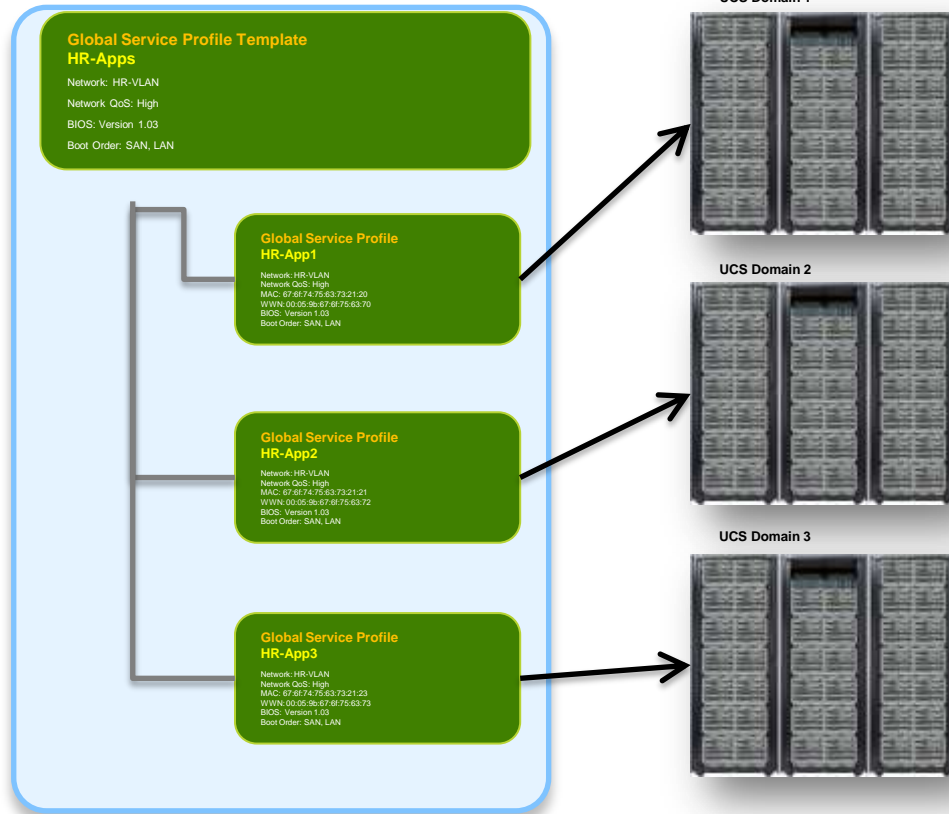 UCS Domain 1
Global Service Profile Template
HR-Apps
Network: HR-VLAN
Network QoS: High
BIOS: Version 1.03
Boot Order: SAN, LAN
Global Service Profile
HR-App1
Network: HR-VLAN
Network QoS: High
MAC: 67:6f:74:75:63:73:21:20
WWN: 00:05:9b:67:6f:75:63:70
BIOS: Version 1.03
Boot Order: SAN, LAN
UCS Domain 2
Global Service Profile
HR-App2
Network: HR-VLAN
Network QoS: High
MAC: 67:6f:74:75:63:73:21:21
WWN: 00:05:9b:67:6f:75:63:72
BIOS: Version 1.03
Boot Order: SAN, LAN
UCS Domain 3
Global Service Profile
HR-App3
Network: HR-VLAN
Network QoS: High
MAC: 67:6f:74:75:63:73:21:23
WWN: 00:05:9b:67:6f:75:63:73
BIOS: Version 1.03
Boot Order: SAN, LAN